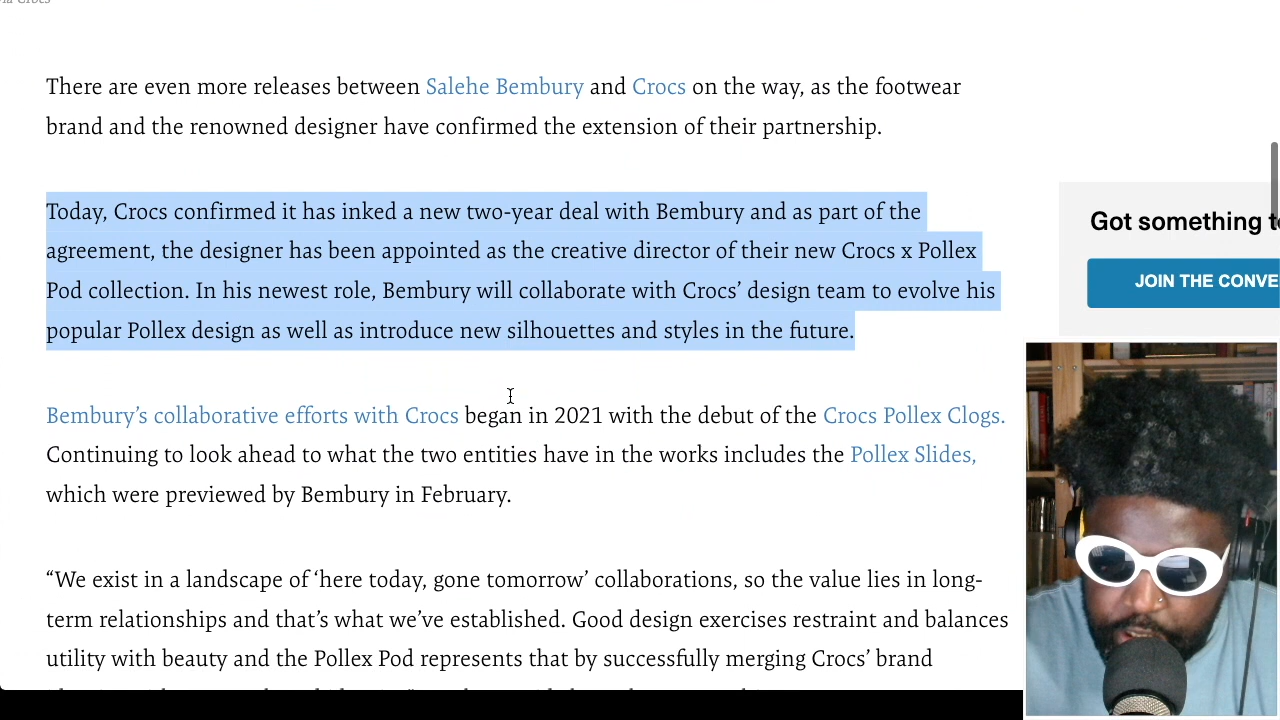 There are even more releases between Salehe Bembury and Crocs on the way, as the footwear
brand and the renowned designer have confirmed the extension of their partnership.
Today, Crocs confirmed it has inked a new two-year deal with Bembury and as part of the
agreement, the designer has been appointed as the creative director of their new Crocs x Pollex
Pod collection. In his newest role, Bembury will collaborate with Crocs’ design team to evolve his
popular Pollex design as well as introduce new silhouettes and styles in the future.
Bembury’s collaborative efforts with Crocs began in 2021 with the debut of the Crocs Pollex Clogs.
Continuing to look ahead to what the two entities have in the works includes the Pollex Slides,
which were previewed by Bembury in February.
“We exist in a landscape of ‘here today, gone tomorrow’ collaborations, so the value lies in long-
term relationships and that’s what we’ve established. Good design exercises restraint and balances
utility with beauty and the Pollex Pod represents that by successfully merging Crocs’ brand
Got something t
JOIN THE CONVE